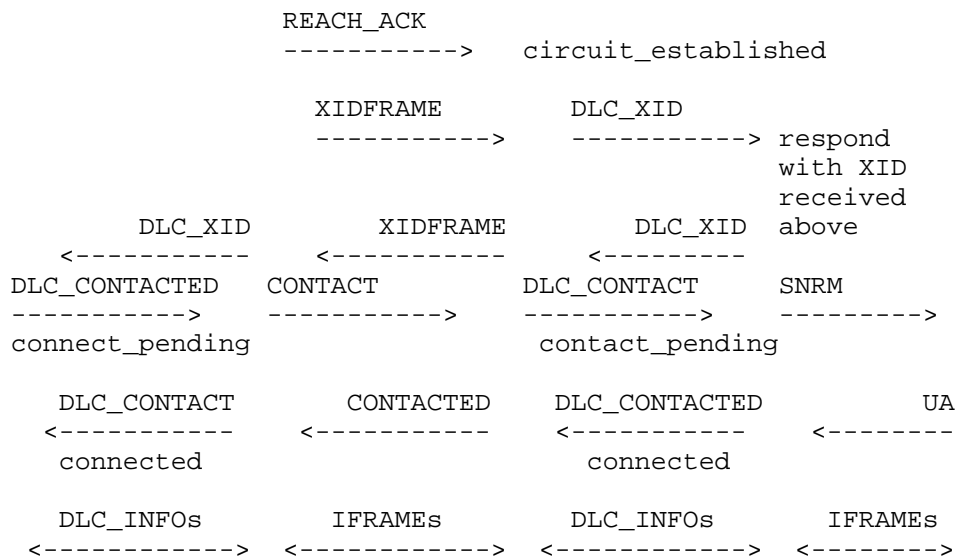 REACH_ACK
                  ----------->   circuit_established

                    XIDFRAME        DLC_XID
                    ----------->    -----------> respond
                                                 with XID
                                                 received
         DLC_XID        XIDFRAME        DLC_XID  above
    <-----------    <-----------     <---------
DLC_CONTACTED   CONTACT         DLC_CONTACT     SNRM
----------->    ----------->    ----------->    --------->
connect_pending                  contact_pending

   DLC_CONTACT       CONTACTED    DLC_CONTACTED          UA
  <-----------    <-----------    <-----------    <--------
   connected                        connected

   DLC_INFOs        IFRAMEs        DLC_INFOs       IFRAMEs
 <------------>  <------------>  <------------>  <-------->